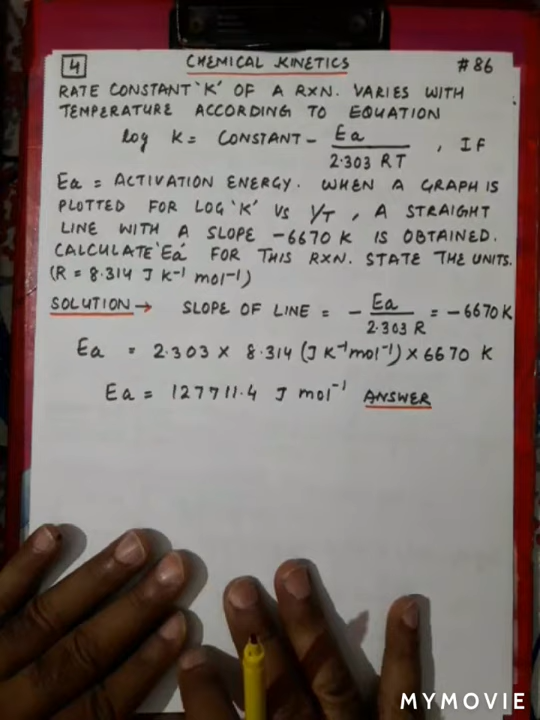 4 CHEMICAL KINETICS #86
RATE CONSTANT 'K' OF A RXN. VARIES WITH
TEMPERATURE ACCORDING TO EQUATION
log K = CONSTANT - Ea / 2.303 RT , IF
Ea = ACTIVATION ENERGY. WHEN A GRAPH IS
PLOTTED FOR LOG 'K' VS 1/T, A STRAIGHT
LINE WITH A SLOPE -6670 K IS OBTAINED.
CALCULATE 'Ea' FOR THIS RXN. STATE THE UNITS.
(R = 8.314 J K⁻¹ mol⁻¹)
SOLUTION → SLOPE OF LINE = - Ea / 2.303 R = -6670K
Ea = 2.303 × 8.314 (J K⁻¹mol⁻¹) × 6670 K
Ea = 127711.4 J mol⁻¹ ANSWER
MYMOVIE